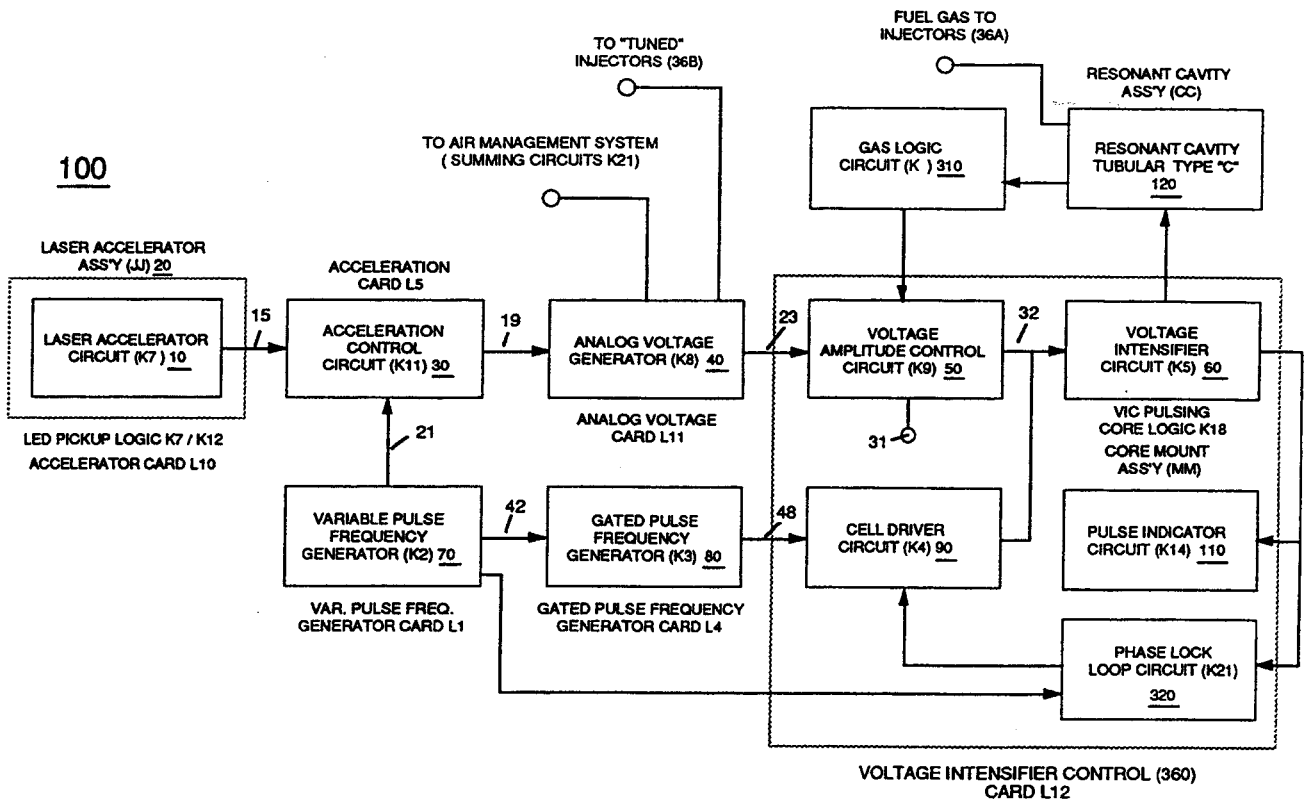 FUEL GAS TO
INJECTORS (36A)
TO "TUNED"
INJECTORS (36B)
RESONANT CAVITY
ASS'Y (CC)
TO AIR MANAGEMENT SYSTEM
( SUMMING CIRCUITS K21)
GAS LOGIC
CIRCUIT (K ) 310
RESONANT CAVITY
TUBULAR TYPE "C"
120
100
LASER ACCELERATOR
ASS'Y (JJ) 20
ACCELERATION
CARD L5
LASER ACCELERATOR
CIRCUIT (K7 ) 10
15
ACCELERATION
CONTROL
CIRCUIT (K11) 30
19
ANALOG VOLTAGE
GENERATOR (K8) 40
23
VOLTAGE
AMPLITUDE CONTROL
CIRCUIT (K9) 50
32
VOLTAGE
INTENSIFIER
CIRCUIT (K5) 60
LED PICKUP LOGIC K7 / K12
ACCELERATOR CARD L10
21
ANALOG VOLTAGE
CARD L11
31
VIC PULSING
CORE LOGIC K18
CORE MOUNT
ASS'Y (MM)
VARIABLE PULSE
FREQUENCY
GENERATOR (K2) 70
42
GATED PULSE
FREQUENCY
GENERATOR (K3) 80
48
CELL DRIVER
CIRCUIT (K4) 90
PULSE INDICATOR
CIRCUIT (K14) 110
VAR. PULSE FREQ.
GENERATOR CARD L1
GATED PULSE FREQUENCY
GENERATOR CARD L4
PHASE LOCK
LOOP CIRCUIT (K21)
320
VOLTAGE INTENSIFIER CONTROL (360)
CARD L12